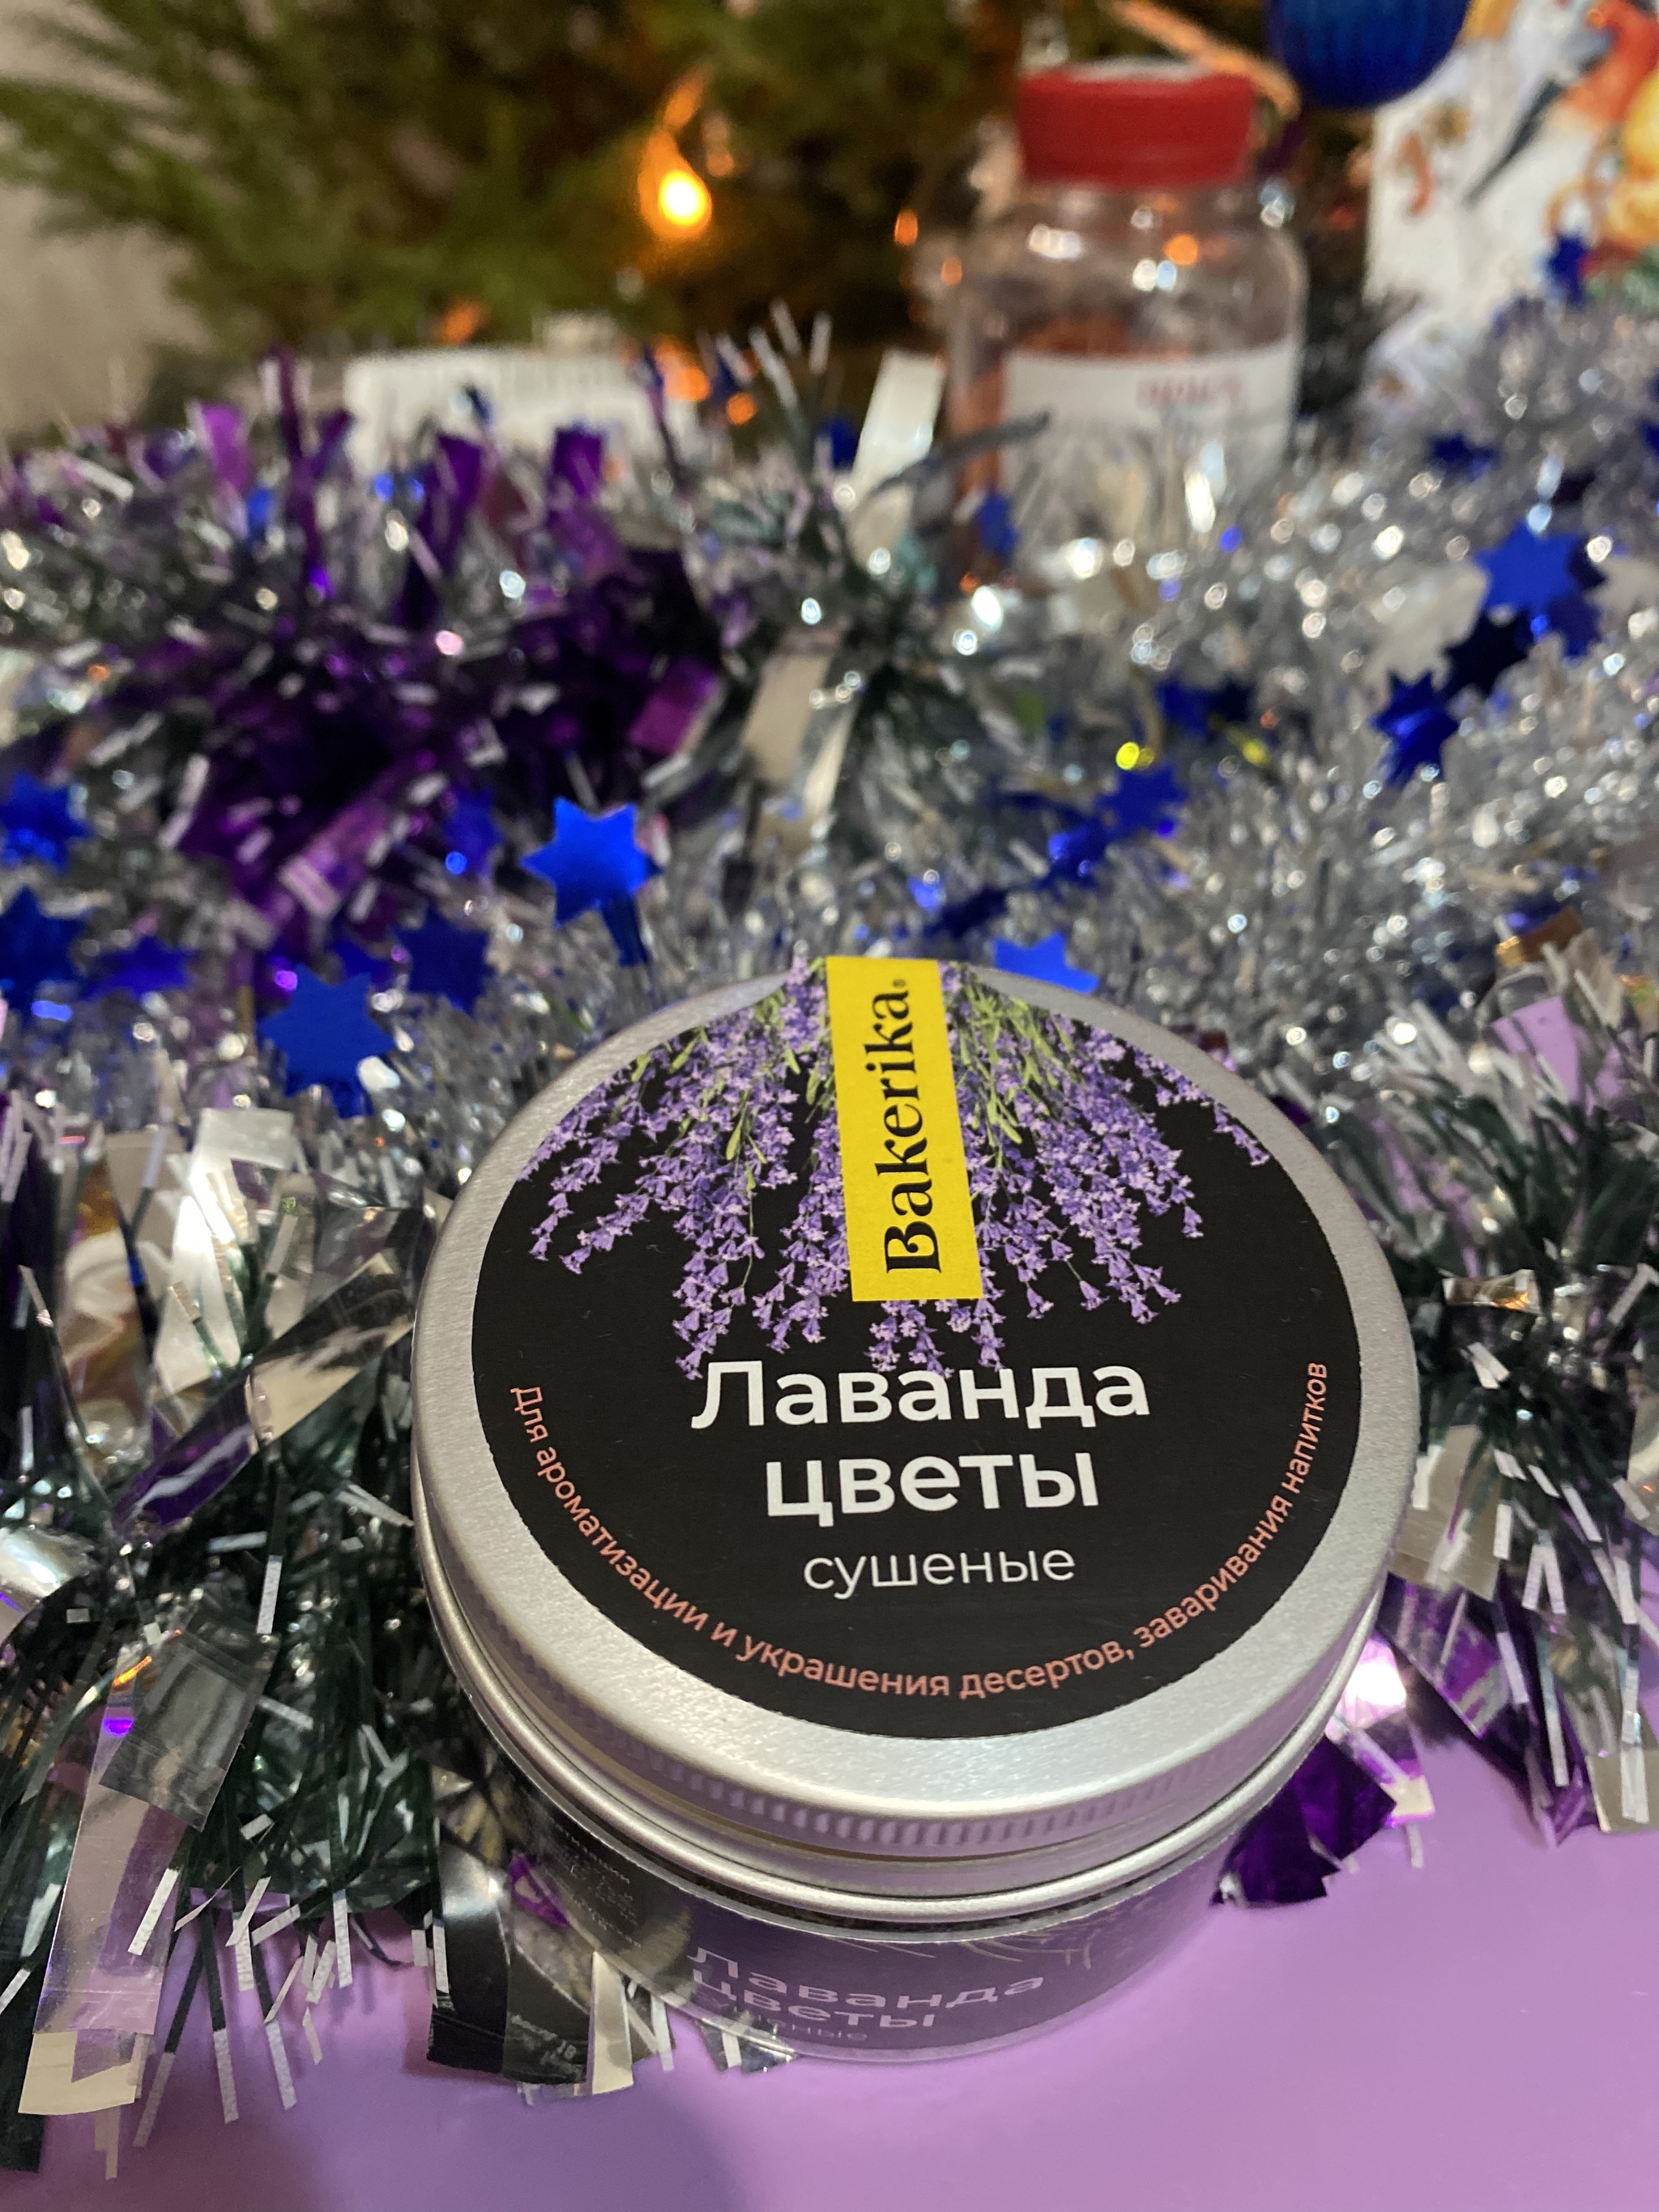 Bakerika®
Лаванда
цветы
сушеные
Для ароматизации и украшения десертов, заваривания напитков
Лаванда
цветы